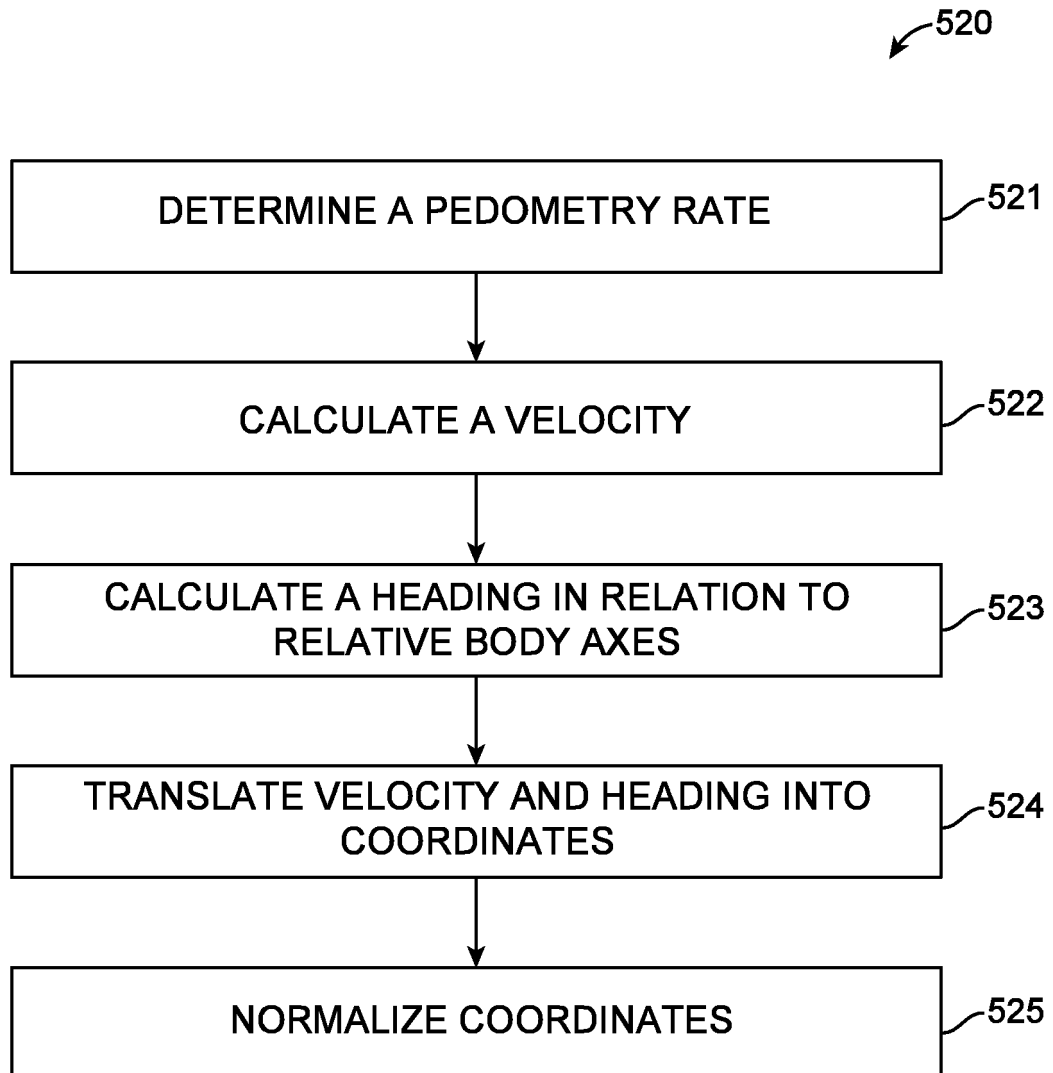 520
DETERMINE A PEDOMETRY RATE
521
CALCULATE A VELOCITY
522
CALCULATE A HEADING IN RELATION TO
RELATIVE BODY AXES
523
TRANSLATE VELOCITY AND HEADING INTO
COORDINATES
524
NORMALIZE COORDINATES
525